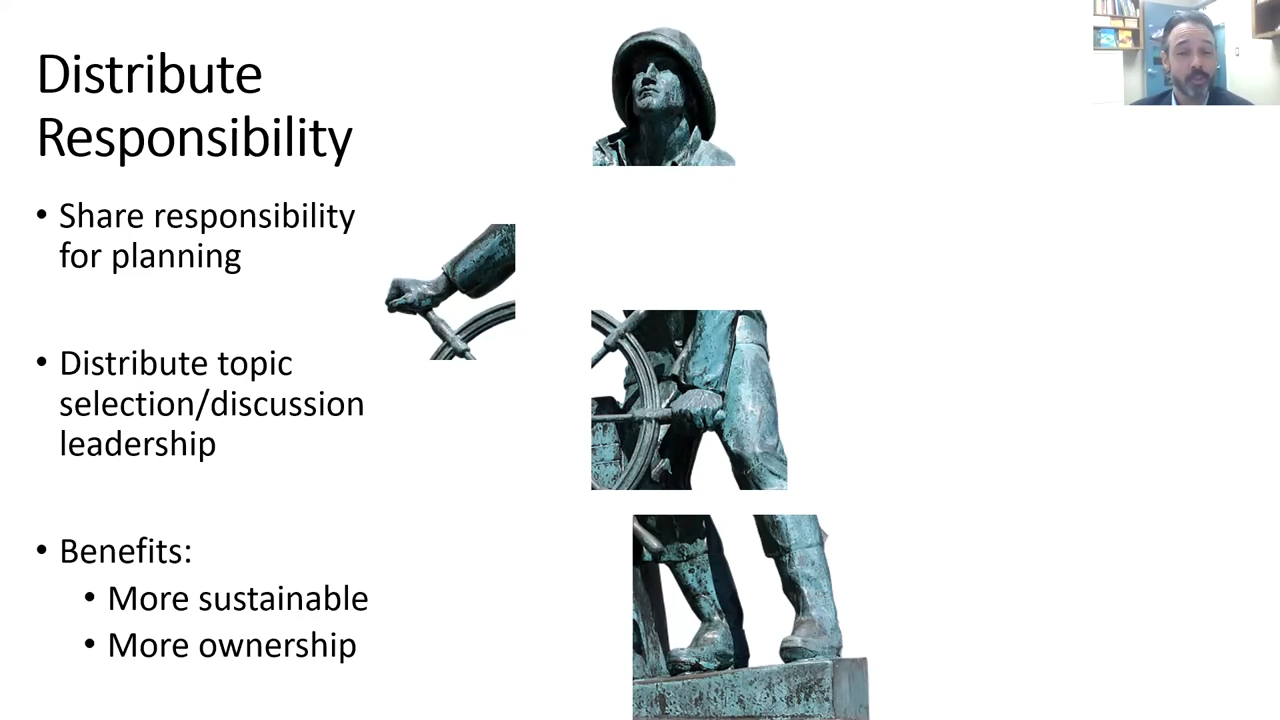 Distribute
Responsibility
• Share responsibility
for planning
• Distribute topic
selection/discussion
leadership
• Benefits:
• More sustainable
• More ownership